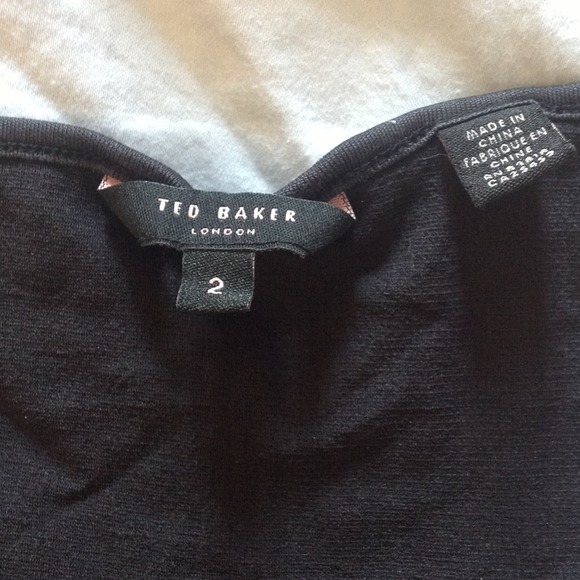 TED BAKER
LONDON
2
MADE IN
CHINA
FABRIQUE EN
CHINE